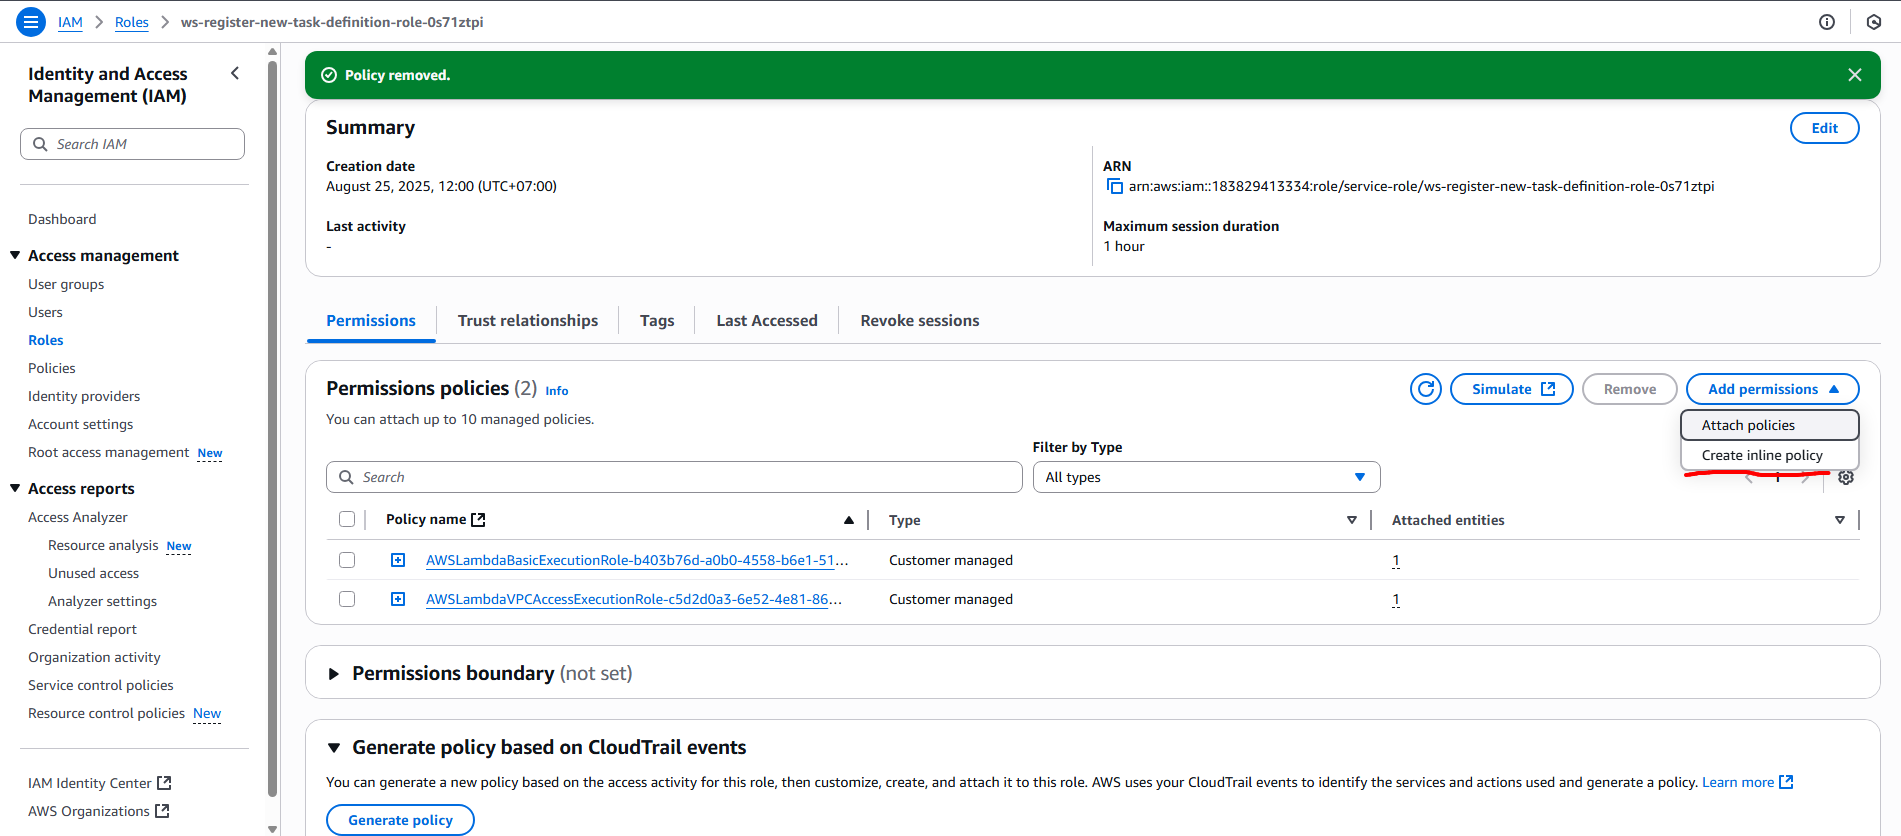 IAM > Roles > ws-register-new-task-definition-role-0s71ztpi
Identity and Access
Management (IAM)
Search IAM
Dashboard
Access management
User groups
Users
Roles
Policies
Identity providers
Account settings
Root access management New
Access reports
Access Analyzer
Resource analysis New
Unused access
Analyzer settings
Credential report
Organization activity
Service control policies
Resource control policies New
IAM Identity Center
AWS Organizations
Policy removed.
Summary
Edit
Creation date
August 25, 2025, 12:00 (UTC+07:00)
ARN
arn:aws:iam::183829413334:role/service-role/ws-register-new-task-definition-role-0s71ztpi
Last activity
-
Maximum session duration
1 hour
Permissions
Trust relationships
Tags
Last Accessed
Revoke sessions
Permissions policies (2) Info
Simulate
Remove
Add permissions
You can attach up to 10 managed policies.
Attach policies
Create inline policy
Filter by Type
Search
All types
1
Policy name
Type
Attached entities
AWSLambdaBasicExecutionRole-b403b76d-a0b0-4558-b6e1-51... Customer managed 1
AWSLambdaVPCAccessExecutionRole-c5d2d0a3-6e52-4e81-86... Customer managed 1
Permissions boundary (not set)
Generate policy based on CloudTrail events
You can generate a new policy based on the access activity for this role, then customize, create, and attach it to this role. AWS uses your CloudTrail events to identify the services and actions used and generate a policy. Learn more
Generate policy